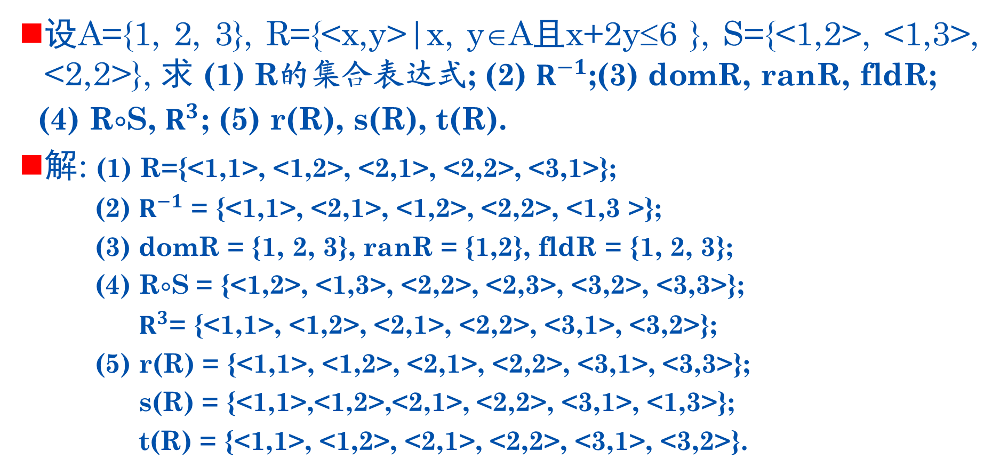 ■设A={1, 2, 3}, R={<x,y>|x, y∈A且x+2y≤6 }, S={<1,2>, <1,3>,
<2,2>}, 求 (1) R的集合表达式; (2) R⁻¹;(3) domR, ranR, fldR;
(4) R∘S, R³; (5) r(R), s(R), t(R).
■解: (1) R={<1,1>, <1,2>, <2,1>, <2,2>, <3,1>};
(2) R⁻¹ = {<1,1>, <2,1>, <1,2>, <2,2>, <1,3 >};
(3) domR = {1, 2, 3}, ranR = {1,2}, fldR = {1, 2, 3};
(4) R∘S = {<1,2>, <1,3>, <2,2>, <2,3>, <3,2>, <3,3>};
R³= {<1,1>, <1,2>, <2,1>, <2,2>, <3,1>, <3,2>};
(5) r(R) = {<1,1>, <1,2>, <2,1>, <2,2>, <3,1>, <3,3>};
s(R) = {<1,1>,<1,2>,<2,1>, <2,2>, <3,1>, <1,3>};
t(R) = {<1,1>, <1,2>, <2,1>, <2,2>, <3,1>, <3,2>}.